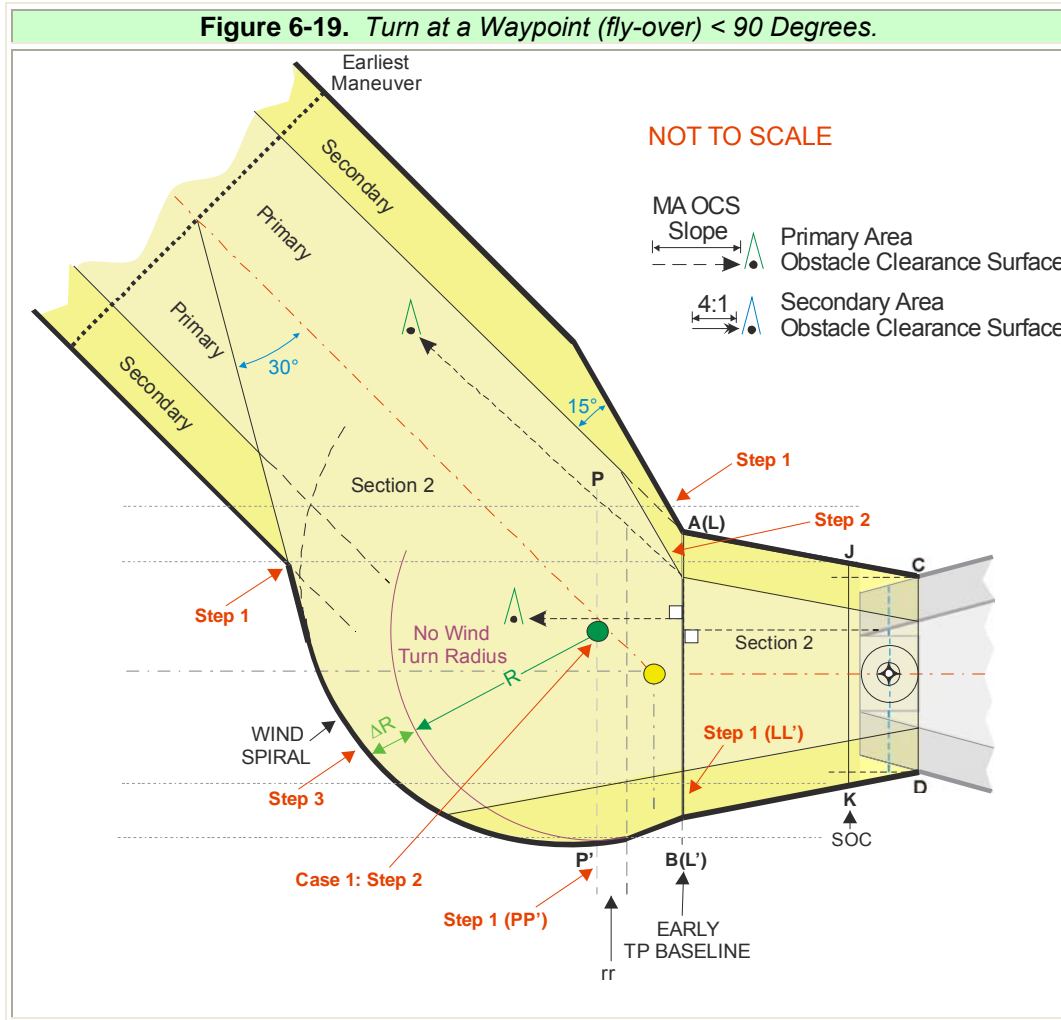 Figure 6-19. Turn at a Waypoint (fly-over) < 90 Degrees.
Earliest
Maneuver
NOT TO SCALE
Secondary
Primary
MA OCS
Slope
Primary Area
Obstacle Clearance Surface
4:1
Secondary Area
Obstacle Clearance Surface
Primary
30°
Secondary
15°
Step 1
P
Section 2
A(L)
Step 2
J
C
Step 1
No Wind
Turn Radius
R
Section 2
ΔR
WIND
SPIRAL
Step 1 (LL')
Step 3
D
K
SOC
Case 1: Step 2
P'
B(L')
Step 1 (PP')
EARLY
TP BASELINE
rr